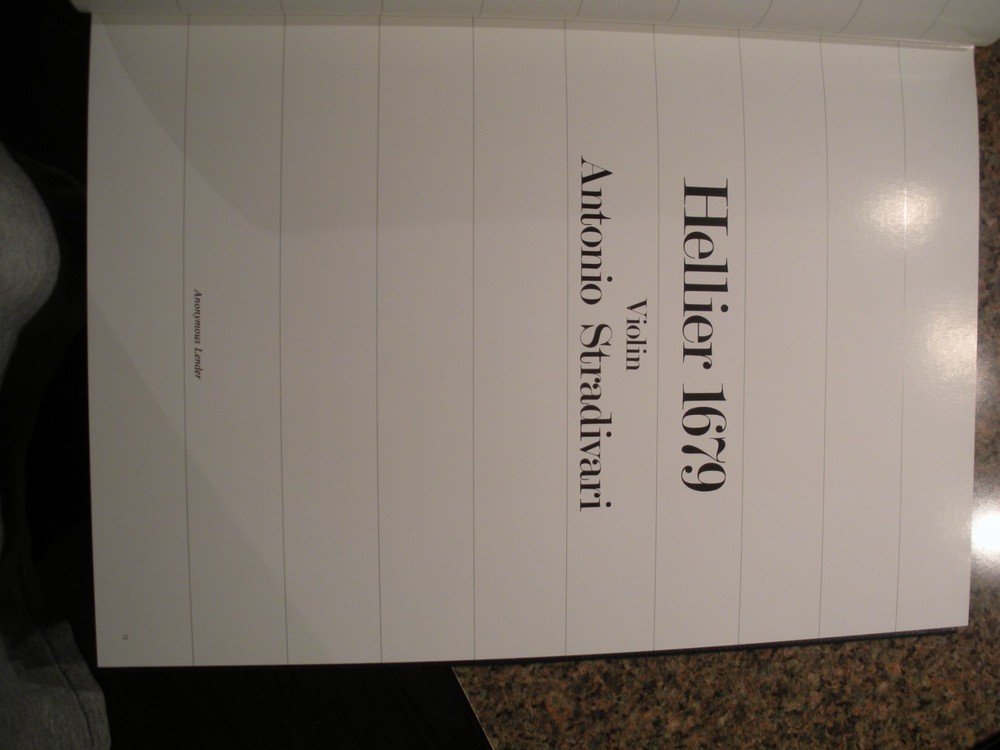 Hellier 1679
Violin
Antonio Stradivari
Anonymous Lender